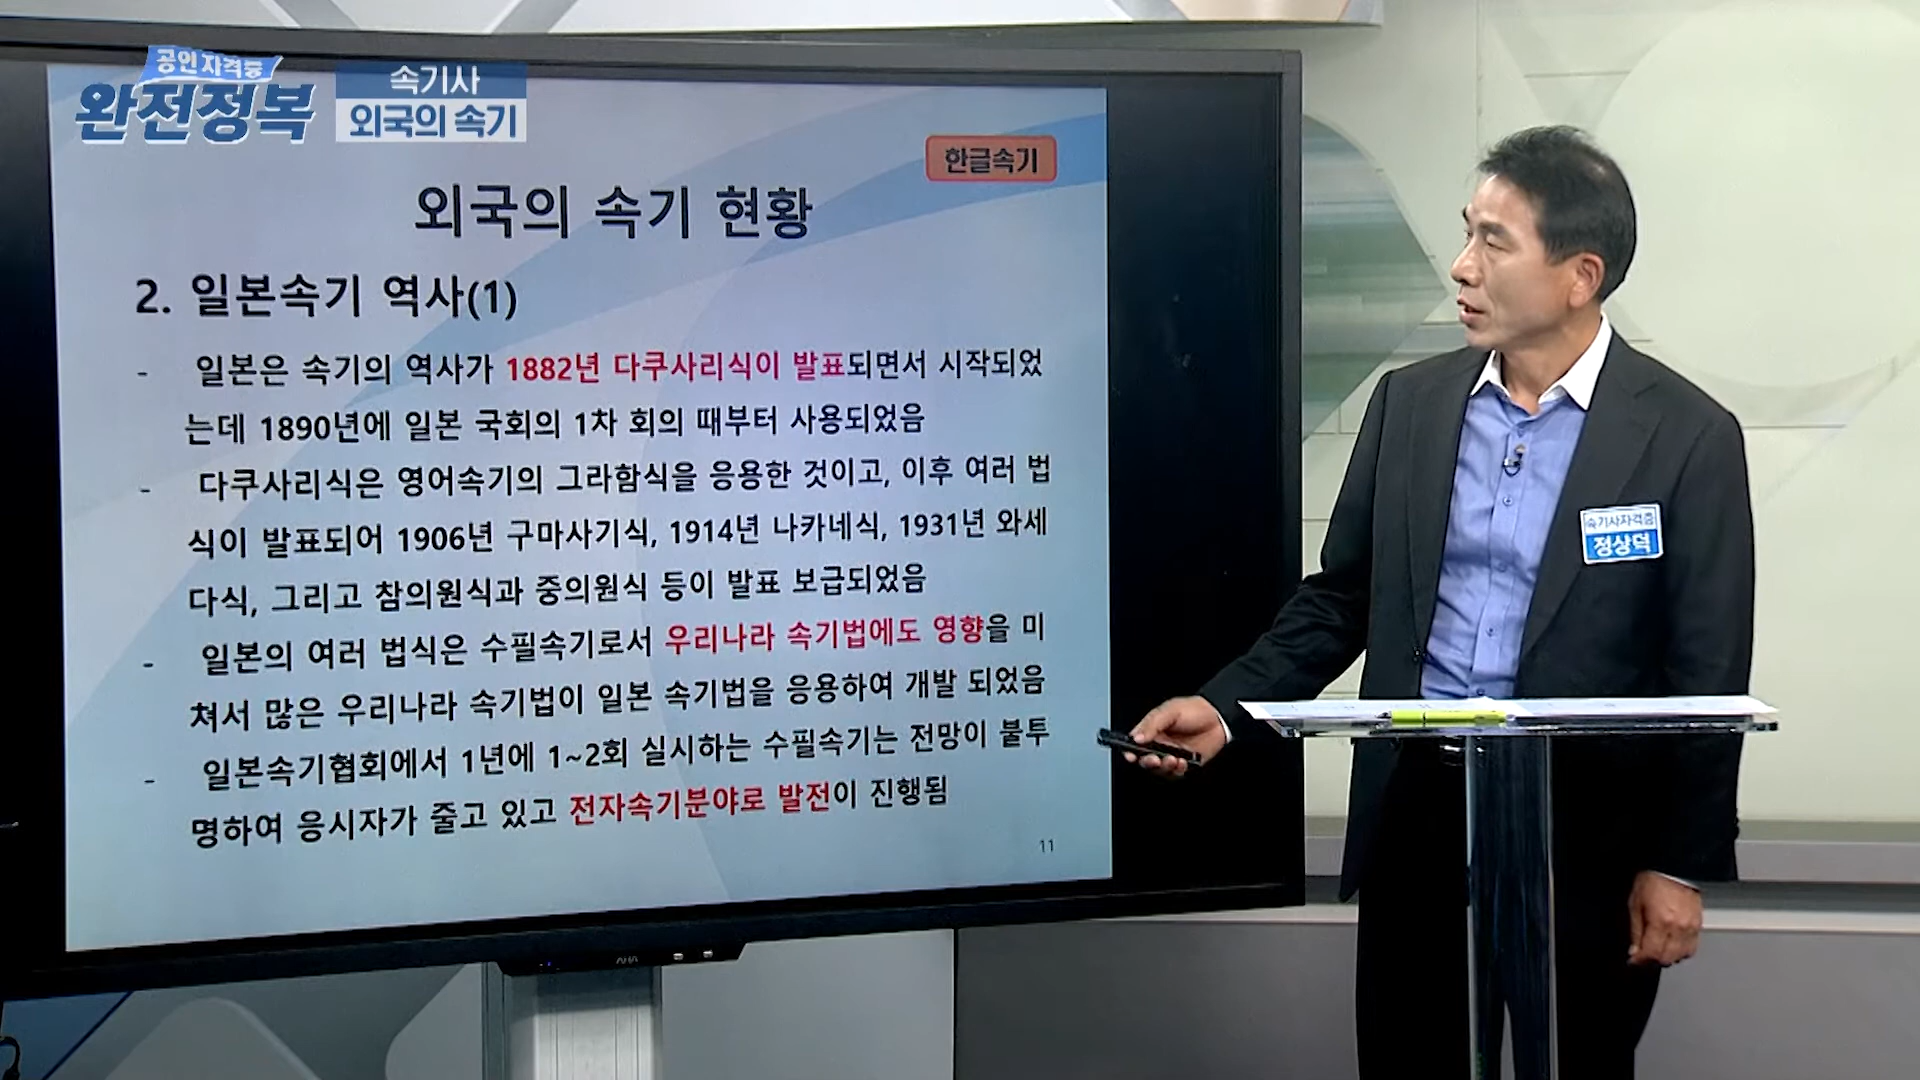 공인자격증
완전정복
속기사
외국의 속기
한글속기
외국의 속기 현황
2. 일본속기 역사(1)
- 일본은 속기의 역사가 1882년 다쿠사리식이 발표되면서 시작되었
는데 1890년에 일본 국회의 1차 회의 때부터 사용되었음
- 다쿠사리식은 영어속기의 그라함식을 응용한 것이고, 이후 여러 법
식이 발표되어 1906년 구마사기식, 1914년 나카네식, 1931년 와세
다식, 그리고 참의원식과 중의원식 등이 발표 보급되었음
- 일본의 여러 법식은 수필속기로서 우리나라 속기법에도 영향을 미
쳐서 많은 우리나라 속기법이 일본 속기법을 응용하여 개발 되었음
- 일본속기협회에서 1년에 1~2회 실시하는 수필속기는 전망이 불투
명하여 응시자가 줄고 있고 전자속기분야로 발전이 진행됨
11
속기사자격증
정상덕